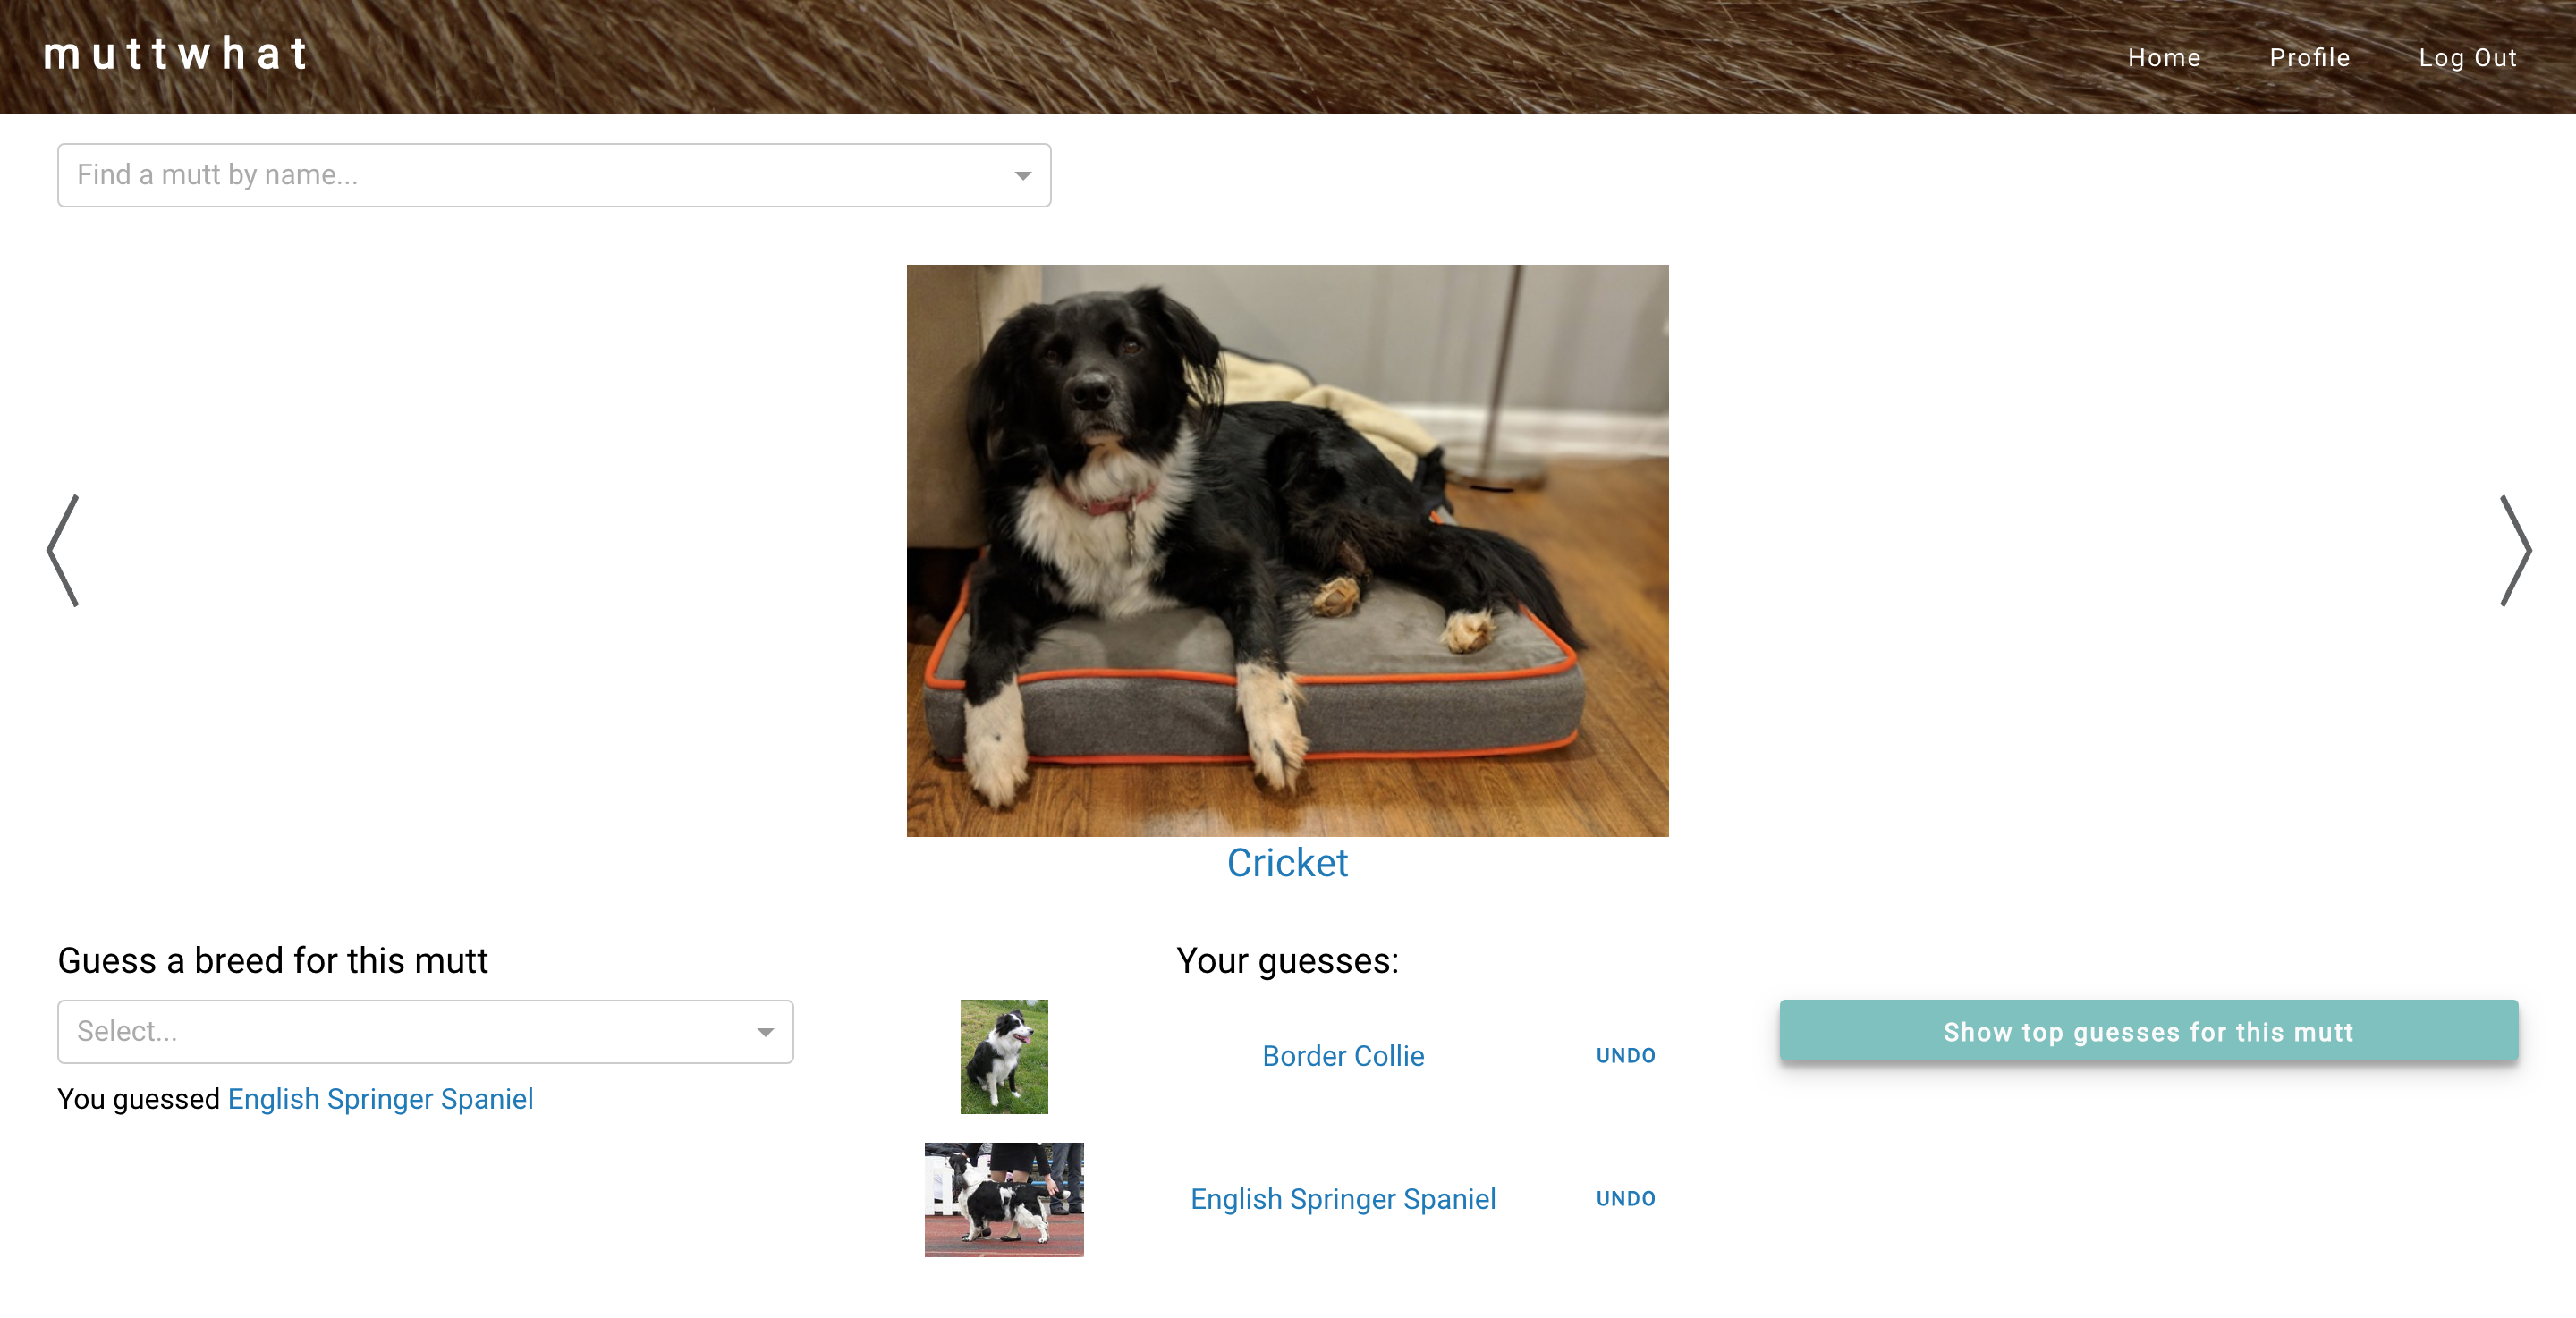 muttwhat
Home
Profile
Log Out
Find a mutt by name...
Cricket
Guess a breed for this mutt
Select...
You guessed English Springer Spaniel
Your guesses:
Border Collie
UNDO
English Springer Spaniel
UNDO
Show top guesses for this mutt